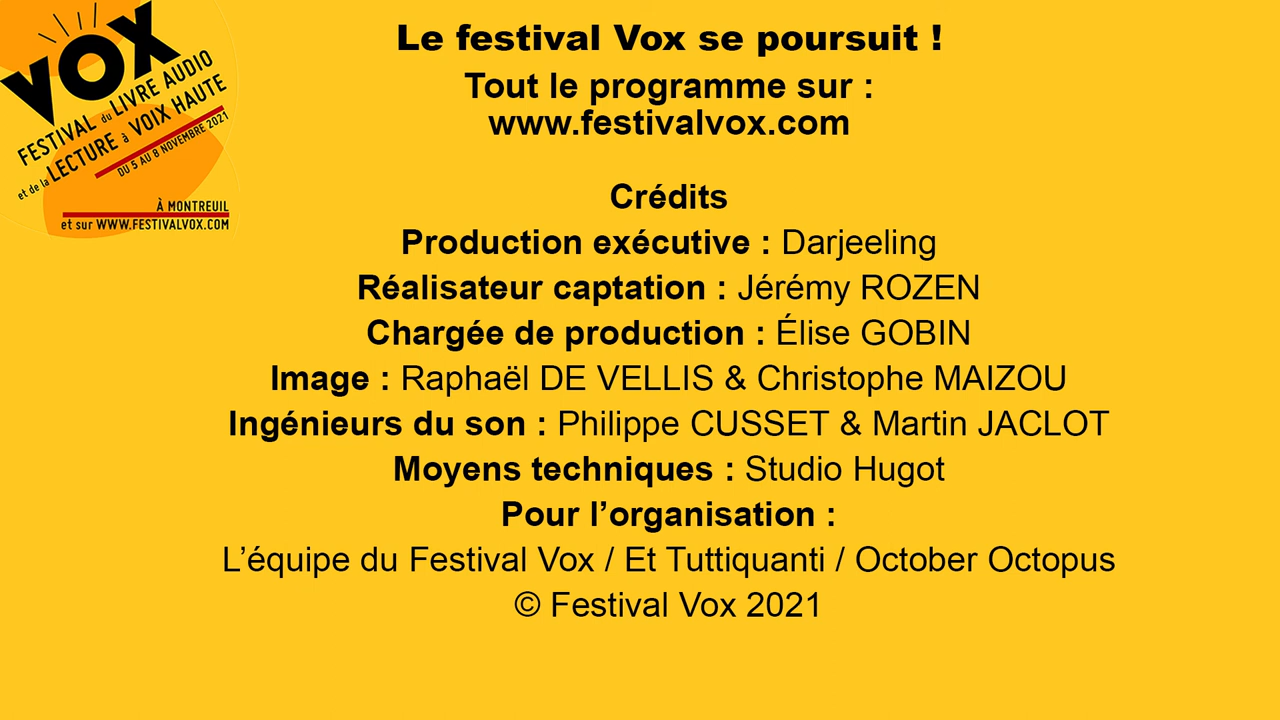 VOX
FESTIVAL du LIVRE AUDIO
et de la LECTURE à VOIX HAUTE
DU 5 AU 8 NOVEMBRE 2021
À MONTREUIL
et sur WWW.FESTIVALVOX.COM
Le festival Vox se poursuit !
Tout le programme sur :
www.festivalvox.com
Crédits
Production exécutive : Darjeeling
Réalisateur captation : Jérémy ROZEN
Chargée de production : Élise GOBIN
Image : Raphaël DE VELLIS & Christophe MAIZOU
Ingénieurs du son : Philippe CUSSET & Martin JACLOT
Moyens techniques : Studio Hugot
Pour l’organisation :
L’équipe du Festival Vox / Et Tuttiquanti / October Octopus
© Festival Vox 2021